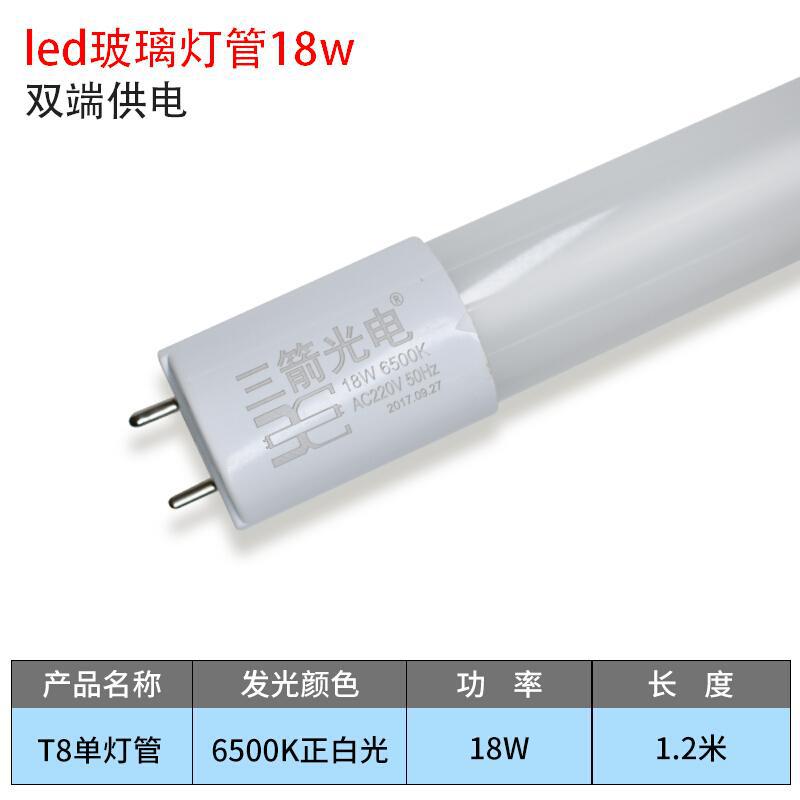 led玻璃灯管18w
双端供电
三箭光电®
18W 6500K
AC220V 50Hz
2017.09.27
产品名称 发光颜色 功 率 长 度
T8单灯管 6500K正白光 18W 1.2米